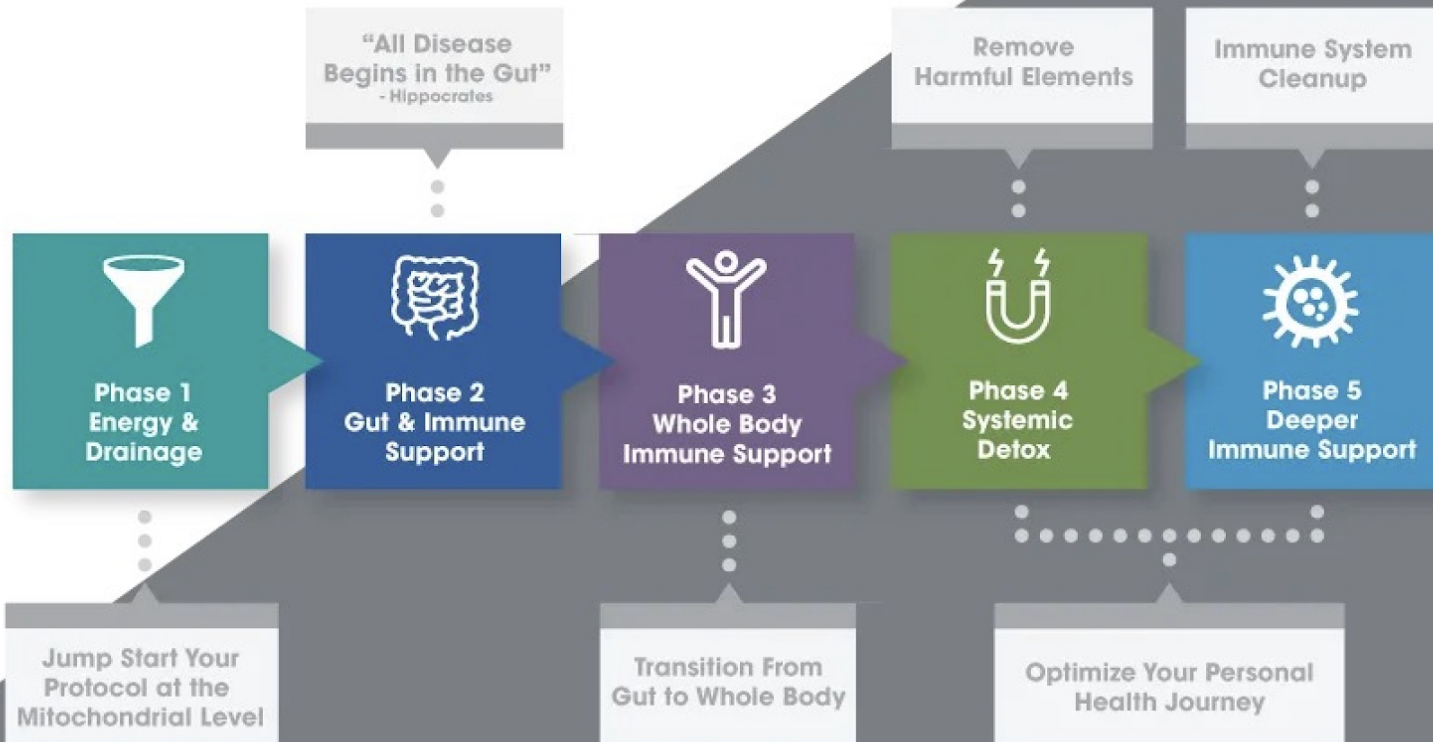 “All Disease
Begins in the Gut”
- Hippocrates
Remove
Harmful Elements
Immune System
Cleanup
Phase 1
Energy &
Drainage
Phase 2
Gut & Immune
Support
Phase 3
Whole Body
Immune Support
Phase 4
Systemic
Detox
Phase 5
Deeper
Immune Support
Jump Start Your
Protocol at the
Mitochondrial Level
Transition From
Gut to Whole Body
Optimize Your Personal
Health Journey